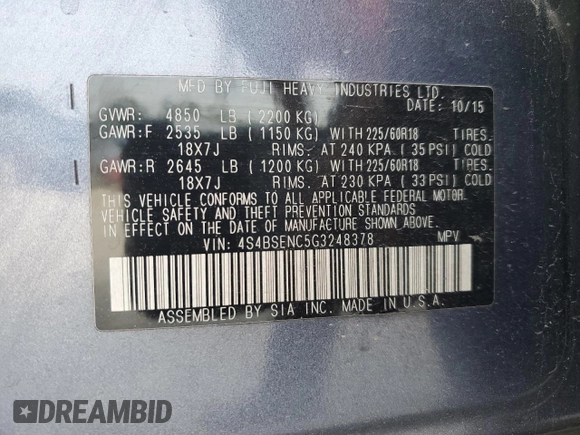 MFD BY FUJI HEAVY INDUSTRIES LTD.
DATE: 10/15
GVWR: 4850 LB (2200 KG)
GAWR:F 2535 LB (1150 KG) WITH 225/60R18 TIRES.
18X7J RIMS. AT 240 KPA (35 PSI) COLD
GAWR:R 2645 LB (1200 KG) WITH 225/60R18 TIRES.
18X7J RIMS. AT 230 KPA (33 PSI) COLD
THIS VEHICLE CONFORMS TO ALL APPLICABLE FEDERAL MOTOR
VEHICLE SAFETY AND THEFT PREVENTION STANDARDS
IN EFFECT ON THE DATE OF MANUFACTURE SHOWN ABOVE.
VIN: 4S4BSENC5G3248378 MPV
ASSEMBLED BY SIA INC. MADE IN U.S.A.
DREAMBID